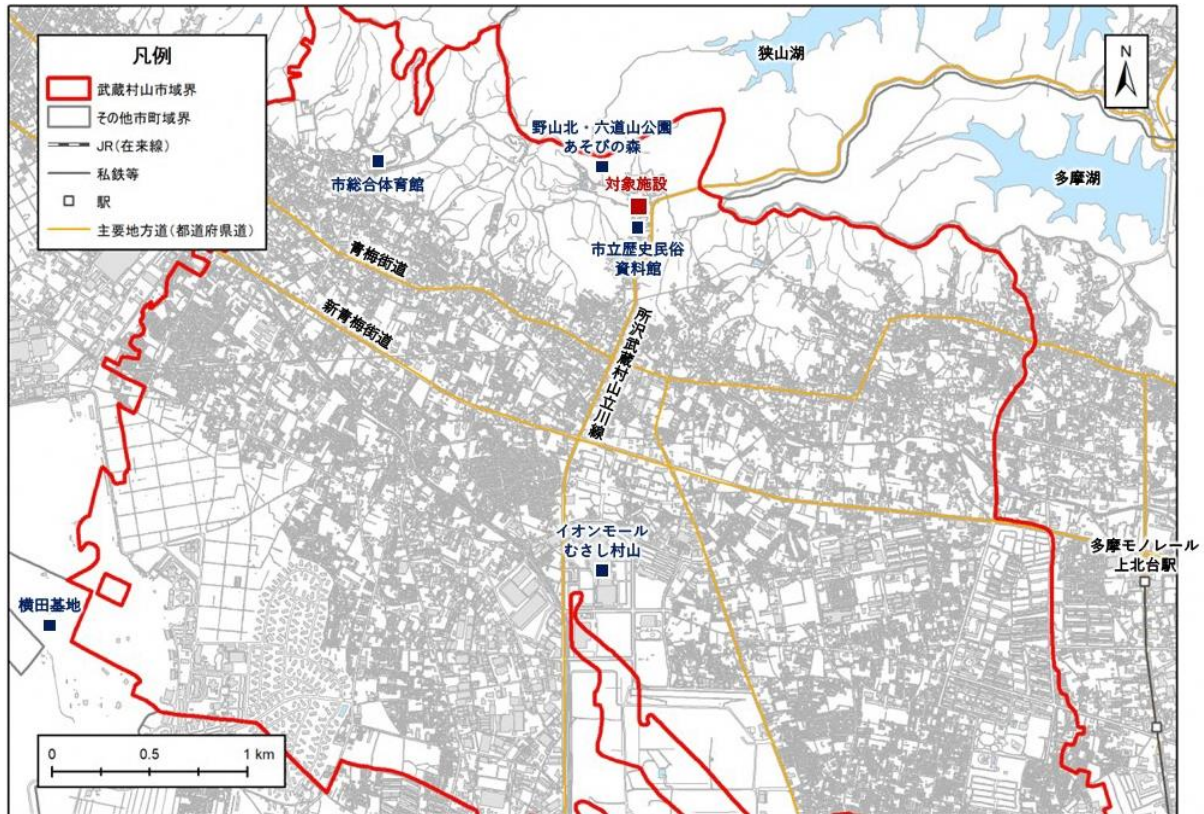 凡例
武蔵村山市域界
その他市町域界
JR(在来線)
私鉄等
駅
主要地方道(都道府県道)
狭山湖
N
野山北・六道山公園
あそびの森
市総合体育館
対象施設
多摩湖
市立歴史民俗
資料館
青梅街道
新青梅街道
所沢武蔵村山立川線
イオンモール
むさし村山
多摩モノレール
上北台駅
横田基地
0 0.5 1 km